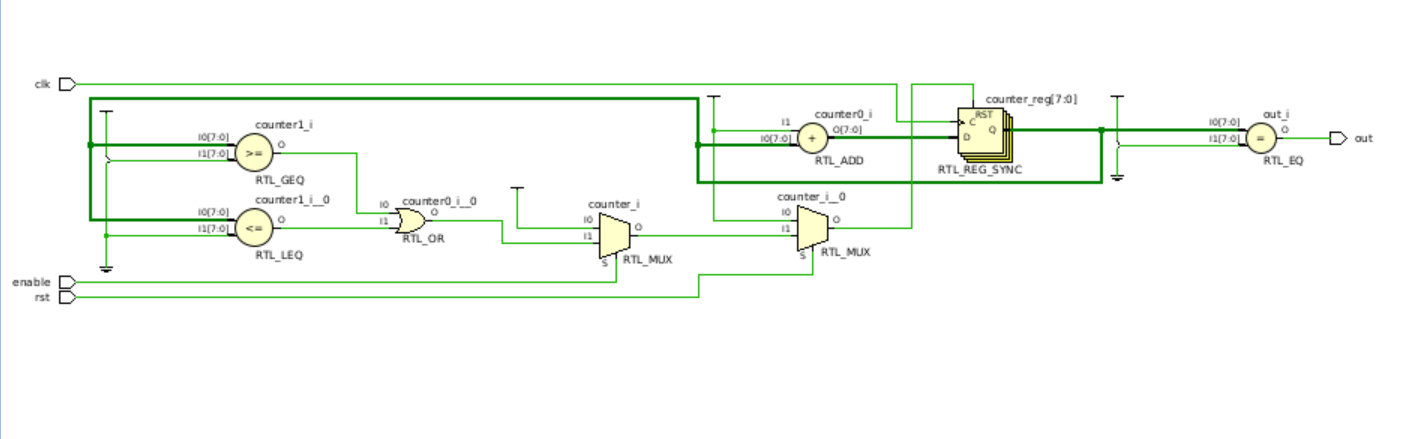 clk
counter1_i
I0[7:0]
I1[7:0]
>=
O
RTL_GEQ
counter1_i__0
I0[7:0]
I1[7:0]
<=
O
RTL_LEQ
enable
rst
counter0_i__0
I0
I1
O
RTL_OR
counter_i
I0
I1
O
S
RTL_MUX
counter0_i
I1
I0[7:0]
+
O[7:0]
RTL_ADD
counter_i__0
I0
I1
O
S
RTL_MUX
counter_reg[7:0]
RST
C
D
Q
RTL_REG_SYNC
out_i
I0[7:0]
I1[7:0]
=
O
RTL_EQ
out